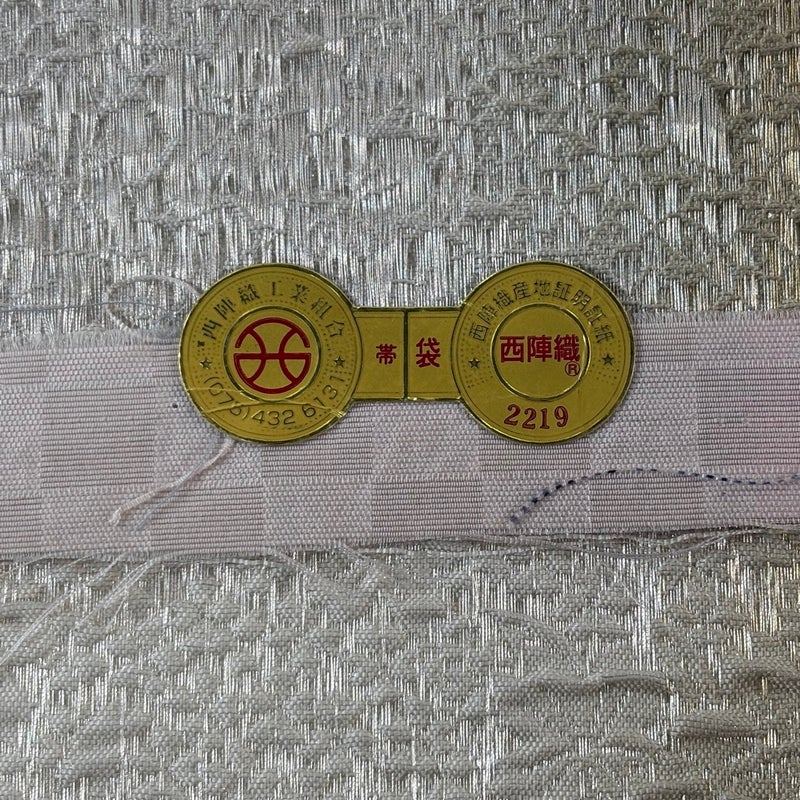 西陣織工業組合
(075)432 6131
帯 袋
西陣織産地証明証紙
西陣織®
2219